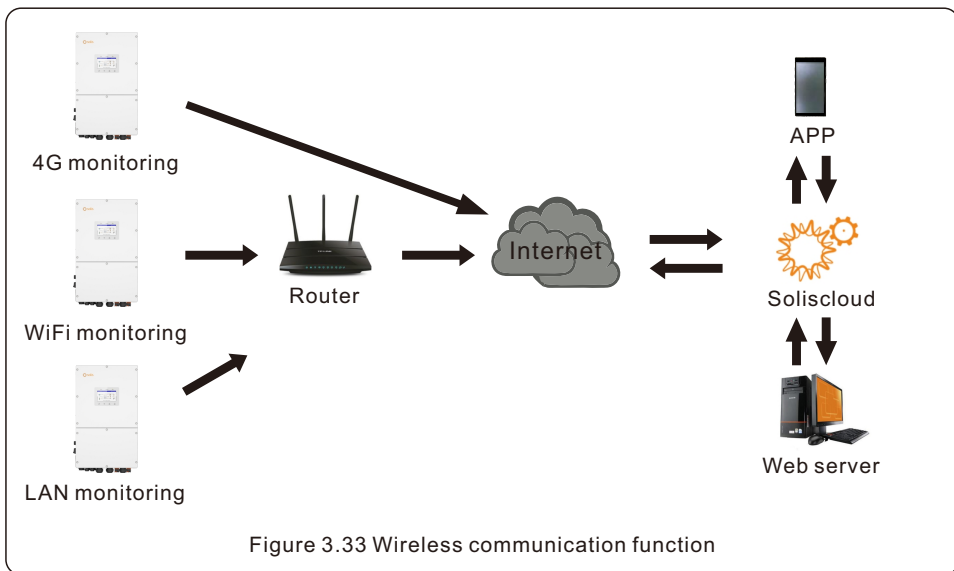 4G monitoring
WiFi monitoring
LAN monitoring
Router
Internet
APP
Soliscloud
Web server
Figure 3.33 Wireless communication function